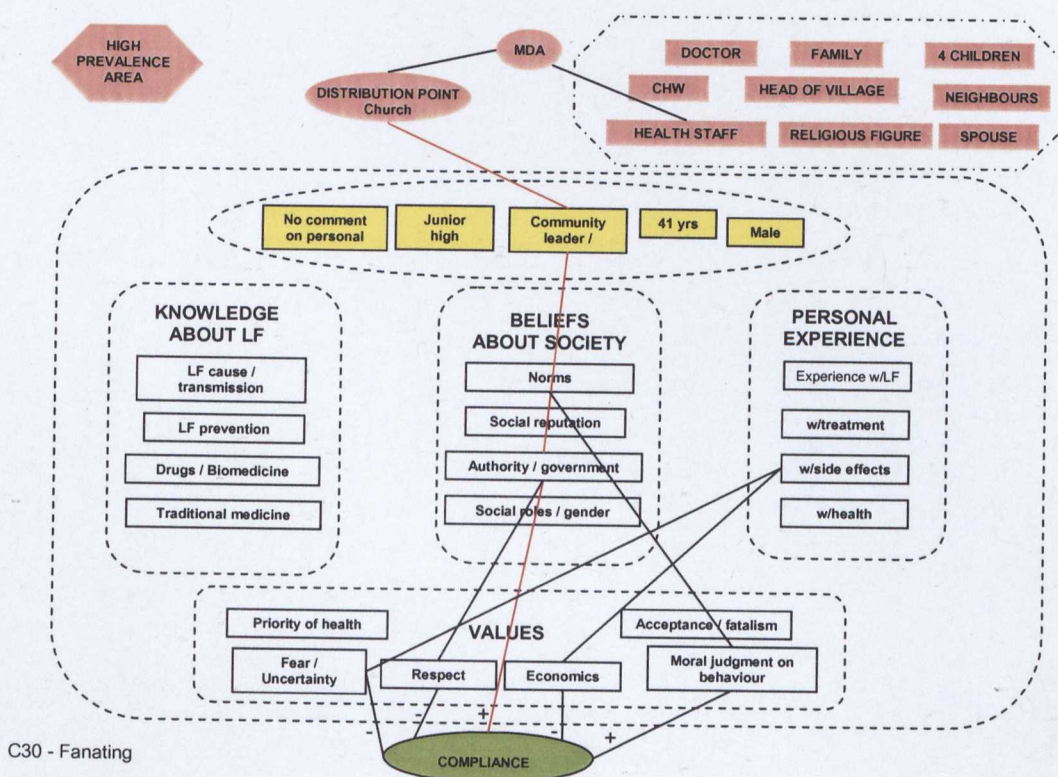 HIGH
PREVALENCE
AREA
MDA
DISTRIBUTION POINT
Church
DOCTOR
FAMILY
4 CHILDREN
CHW
HEAD OF VILLAGE
NEIGHBOURS
HEALTH STAFF
RELIGIOUS FIGURE
SPOUSE
No comment
on personal
Junior
high
Community
leader /
41 yrs
Male
KNOWLEDGE
ABOUT LF
LF cause /
transmission
LF prevention
Drugs / Biomedicine
Traditional medicine
BELIEFS
ABOUT SOCIETY
Norms
Social reputation
Authority / government
Social roles / gender
PERSONAL
EXPERIENCE
Experience w/LF
w/treatment
w/side effects
w/health
VALUES
Priority of health
Acceptance / fatalism
Fear /
Uncertainty
Respect
Economics
Moral judgment on
behaviour
- - + - +
COMPLIANCE
C30 - Fanating